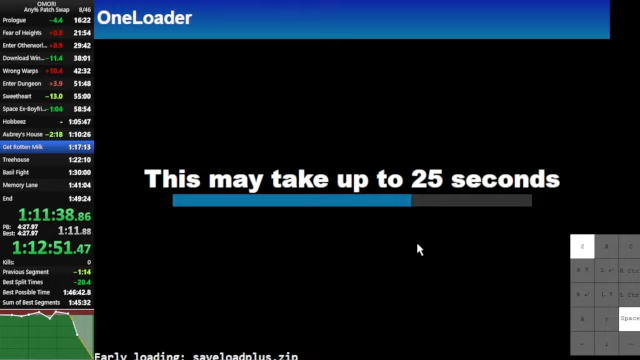 OMORI
Any% Patch Swap 8/46
Prologue -4.4 16:22
Fear of Heights +0.8 21:54
Enter Otherworl... +8.9 29:42
Download Win... -11.4 38:01
Wrong Warps +10.4 42:32
Enter Dungeon +3.9 51:48
Sweetheart -13.0 55:00
Space Ex-Boyfri... -1:04 58:54
Hobbeez - 1:05:47
Aubrey's House -2:18 1:10:26
Get Rotten Milk 1:17:13
Treehouse 1:22:10
Basil Fight 1:30:00
Memory Lane 1:41:04
End 1:49:24
1:11:38.86
PB: 4:27.97
Best: 4:27.97
1:11.88
1:12:51.47
Kills: 0
Previous Segment -1:14
Best Split Times -20.4
Best Possible Time 1:46:42.8
Sum of Best Segments 1:45:32
OneLoader
This may take up to 25 seconds
Early loading: saveloadplus.zip
Z X C
R Ctrl
L Ctrl
Space